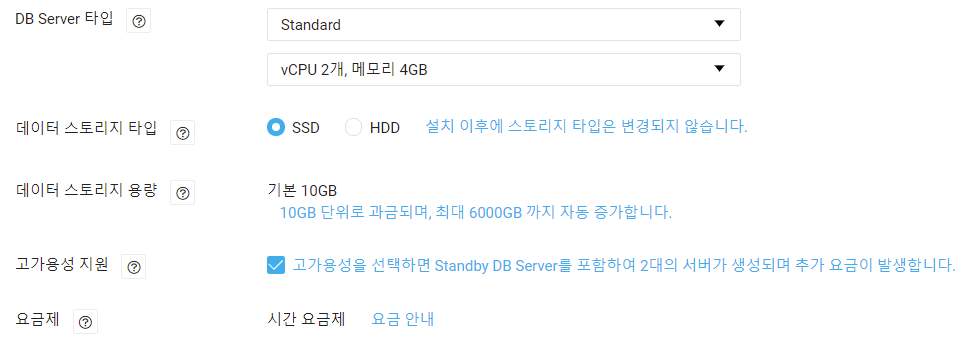 DB Server 타입 ?
Standard
vCPU 2개, 메모리 4GB
데이터 스토리지 타입 ?
SSD HDD 설치 이후에 스토리지 타입은 변경되지 않습니다.
데이터 스토리지 용량 ?
기본 10GB
10GB 단위로 과금되며, 최대 6000GB 까지 자동 증가합니다.
고가용성 지원 ?
고가용성을 선택하면 Standby DB Server를 포함하여 2대의 서버가 생성되며 추가 요금이 발생합니다.
요금제 ?
시간 요금제 요금 안내